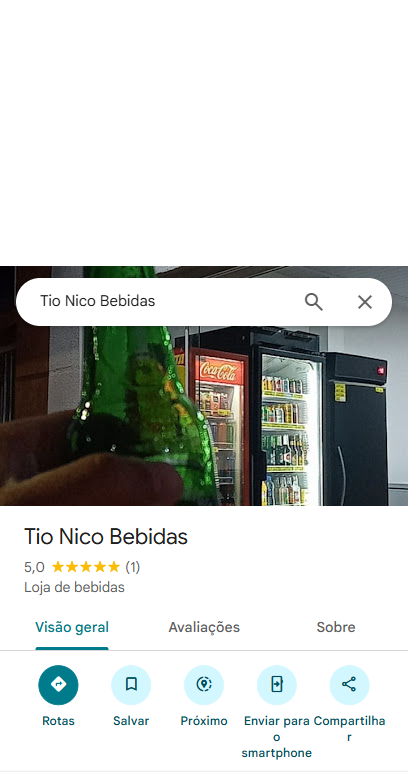 Tio Nico Bebidas
Coca-Cola
Tio Nico Bebidas
5,0 (1)
Loja de bebidas
Visão geral
Avaliações
Sobre
Rotas
Salvar
Próximo
Enviar para o smartphone
Compartilhar